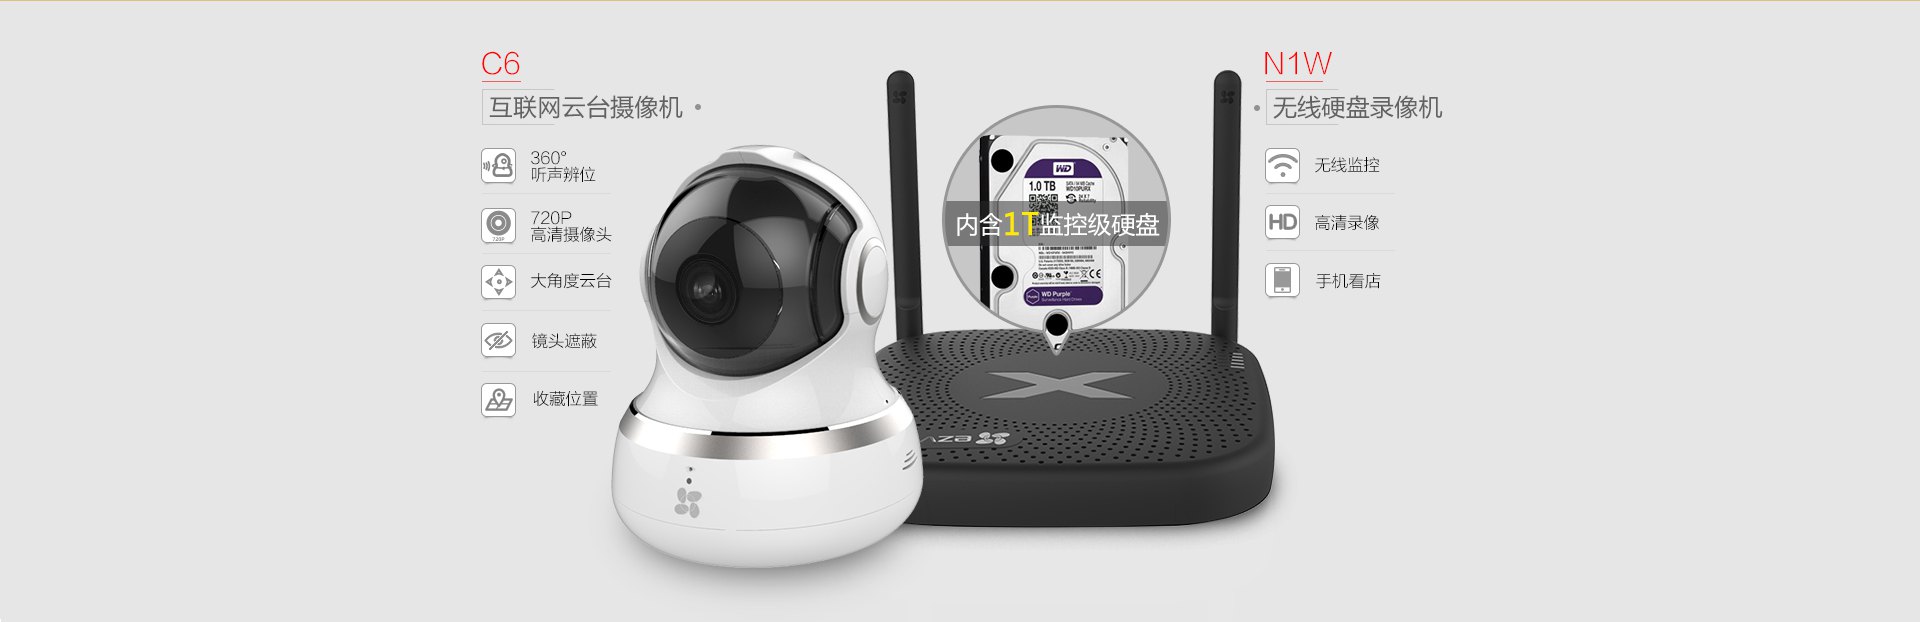 C6
互联网云台摄像机
360°
听声辨位
720P
720P
高清摄像头
大角度云台
镜头遮蔽
收藏位置
WD
1.0 TB
WD10PURX
内含1T监控级硬盘
WD Purple
ezv
N1W
无线硬盘录像机
无线监控
HD
高清录像
手机看店